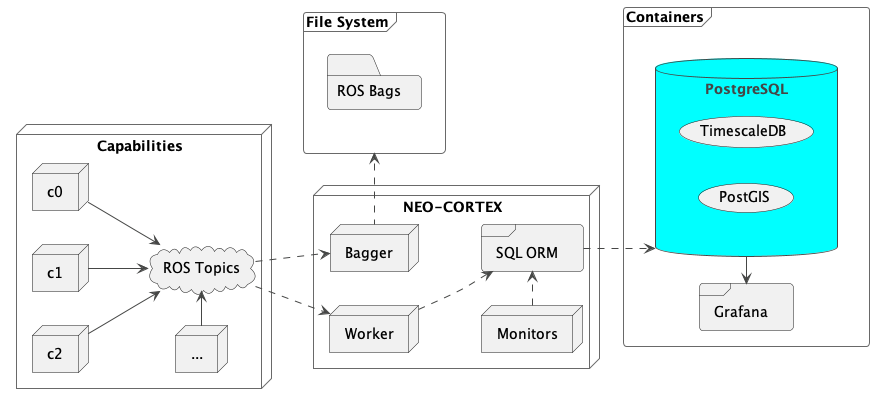 File System
ROS Bags
Containers
PostgreSQL
TimescaleDB
PostGIS
Grafana
Capabilities
c0
c1
c2
ROS Topics
...
NEO-CORTEX
Bagger
SQL ORM
Worker
Monitors